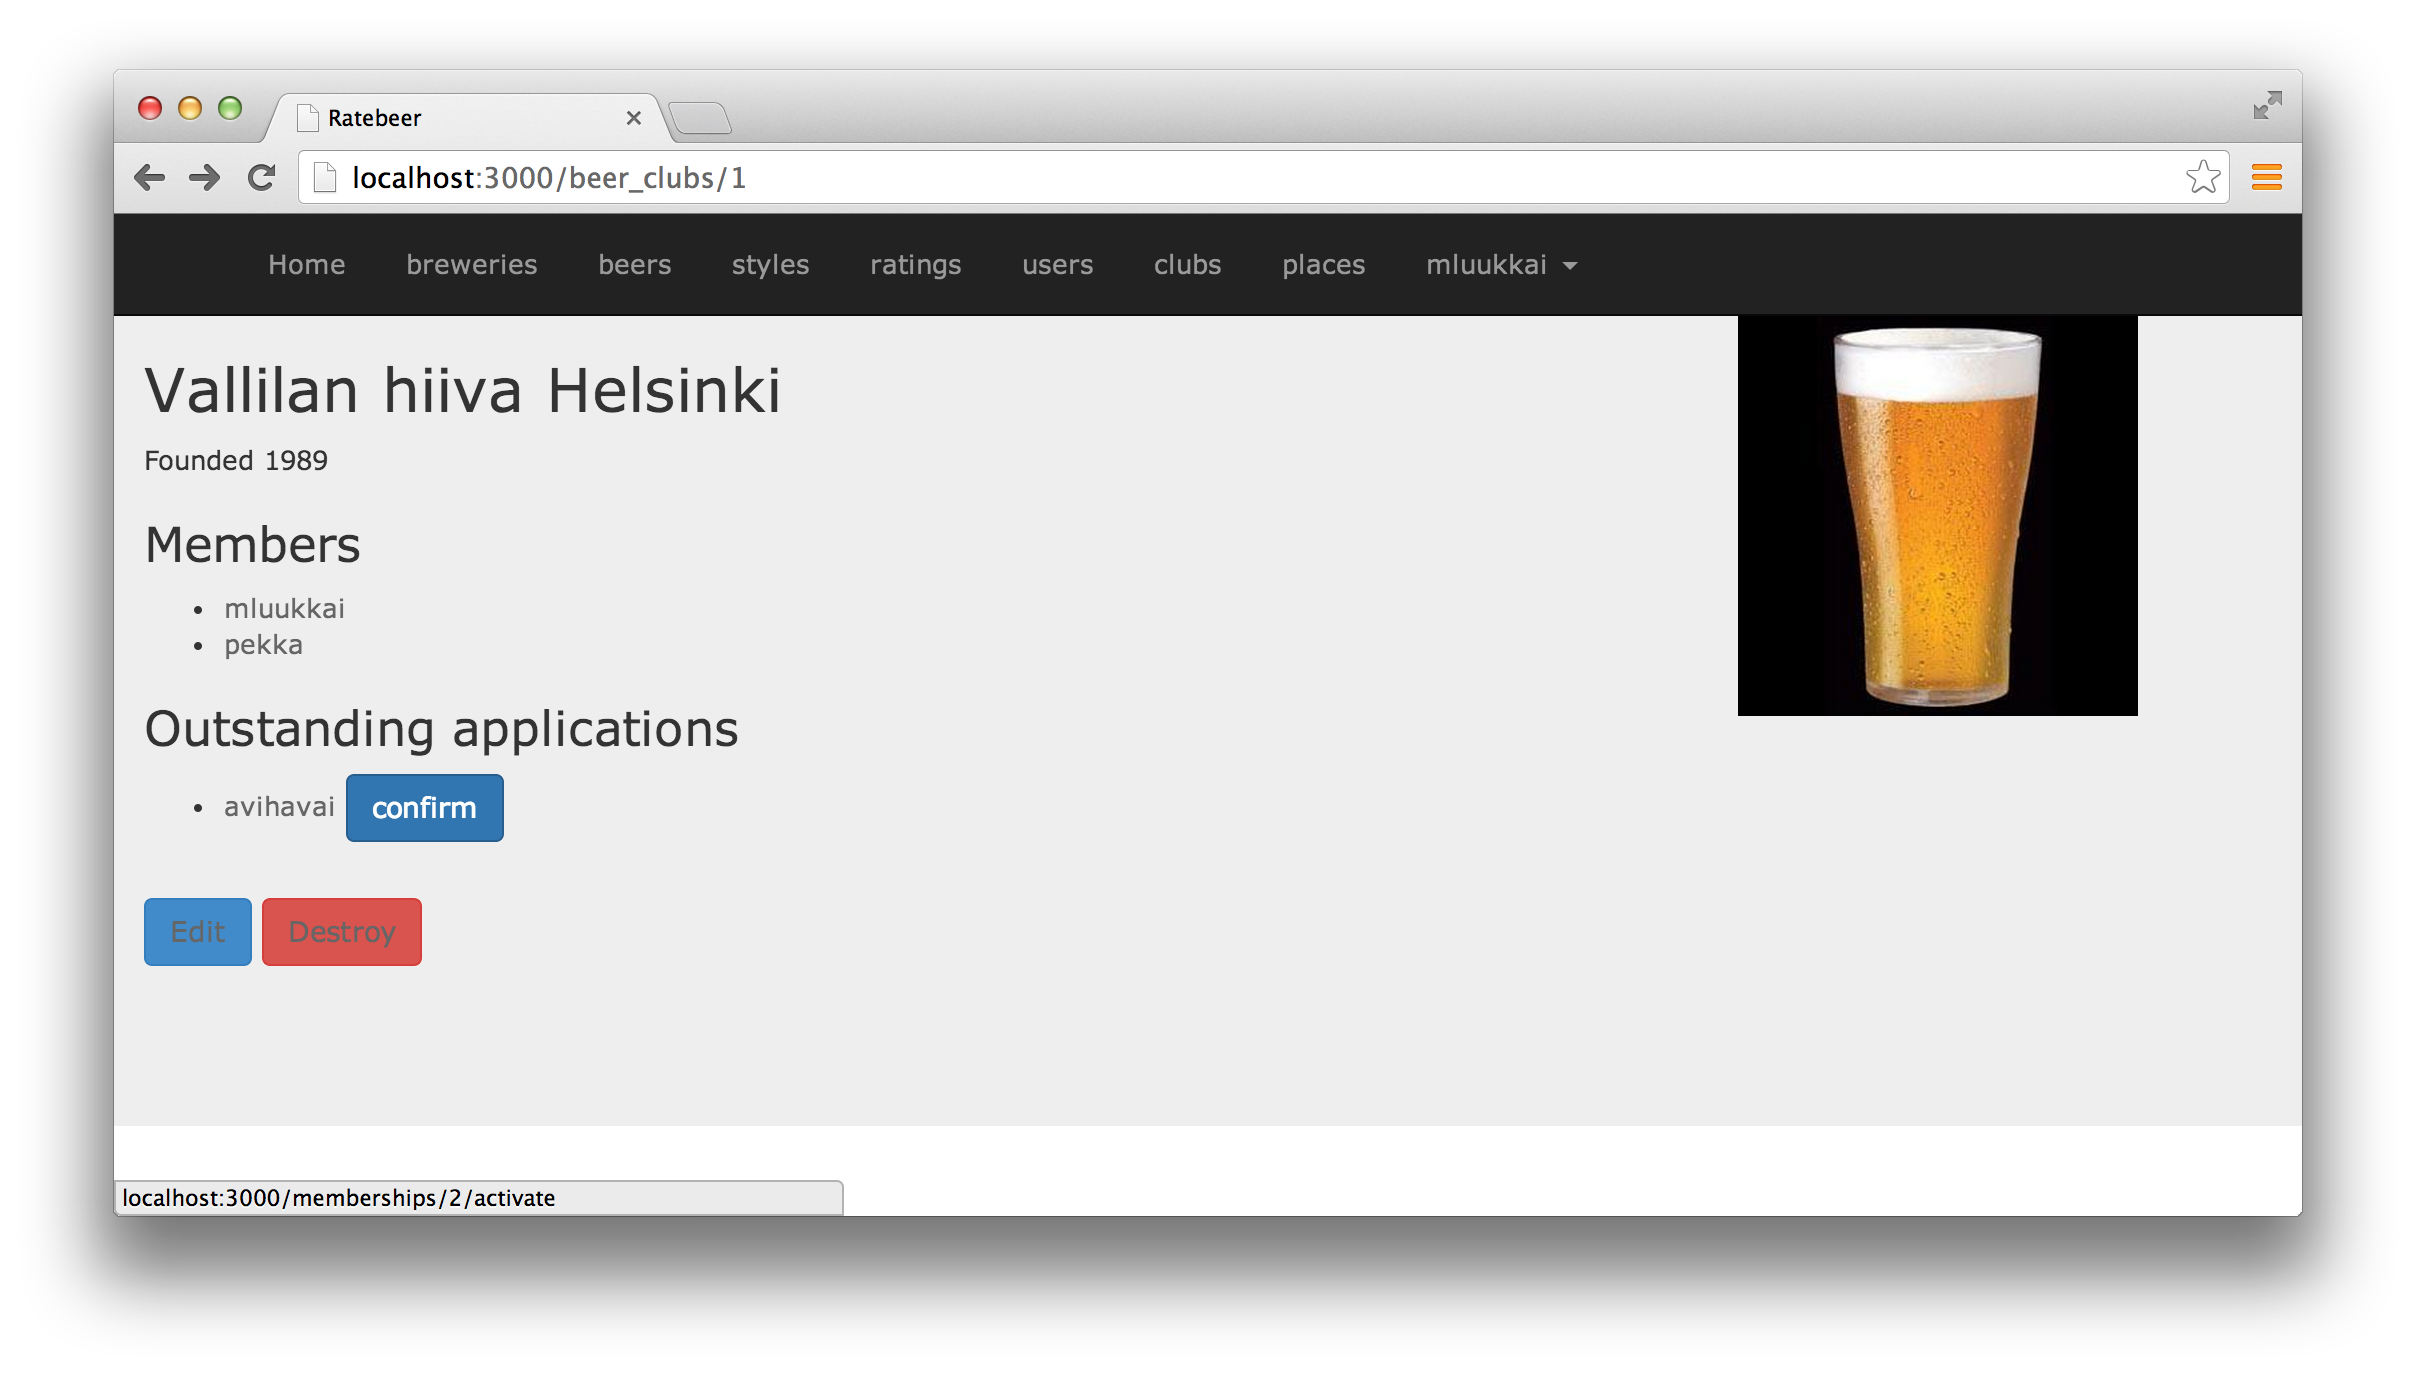 Ratebeer
localhost:3000/beer_clubs/1
Home breweries beers styles ratings users clubs places mluukkai
Vallilan hiiva Helsinki
Founded 1989
Members
mluukkai
pekka
Outstanding applications
avihavai confirm
Edit Destroy
localhost:3000/memberships/2/activate